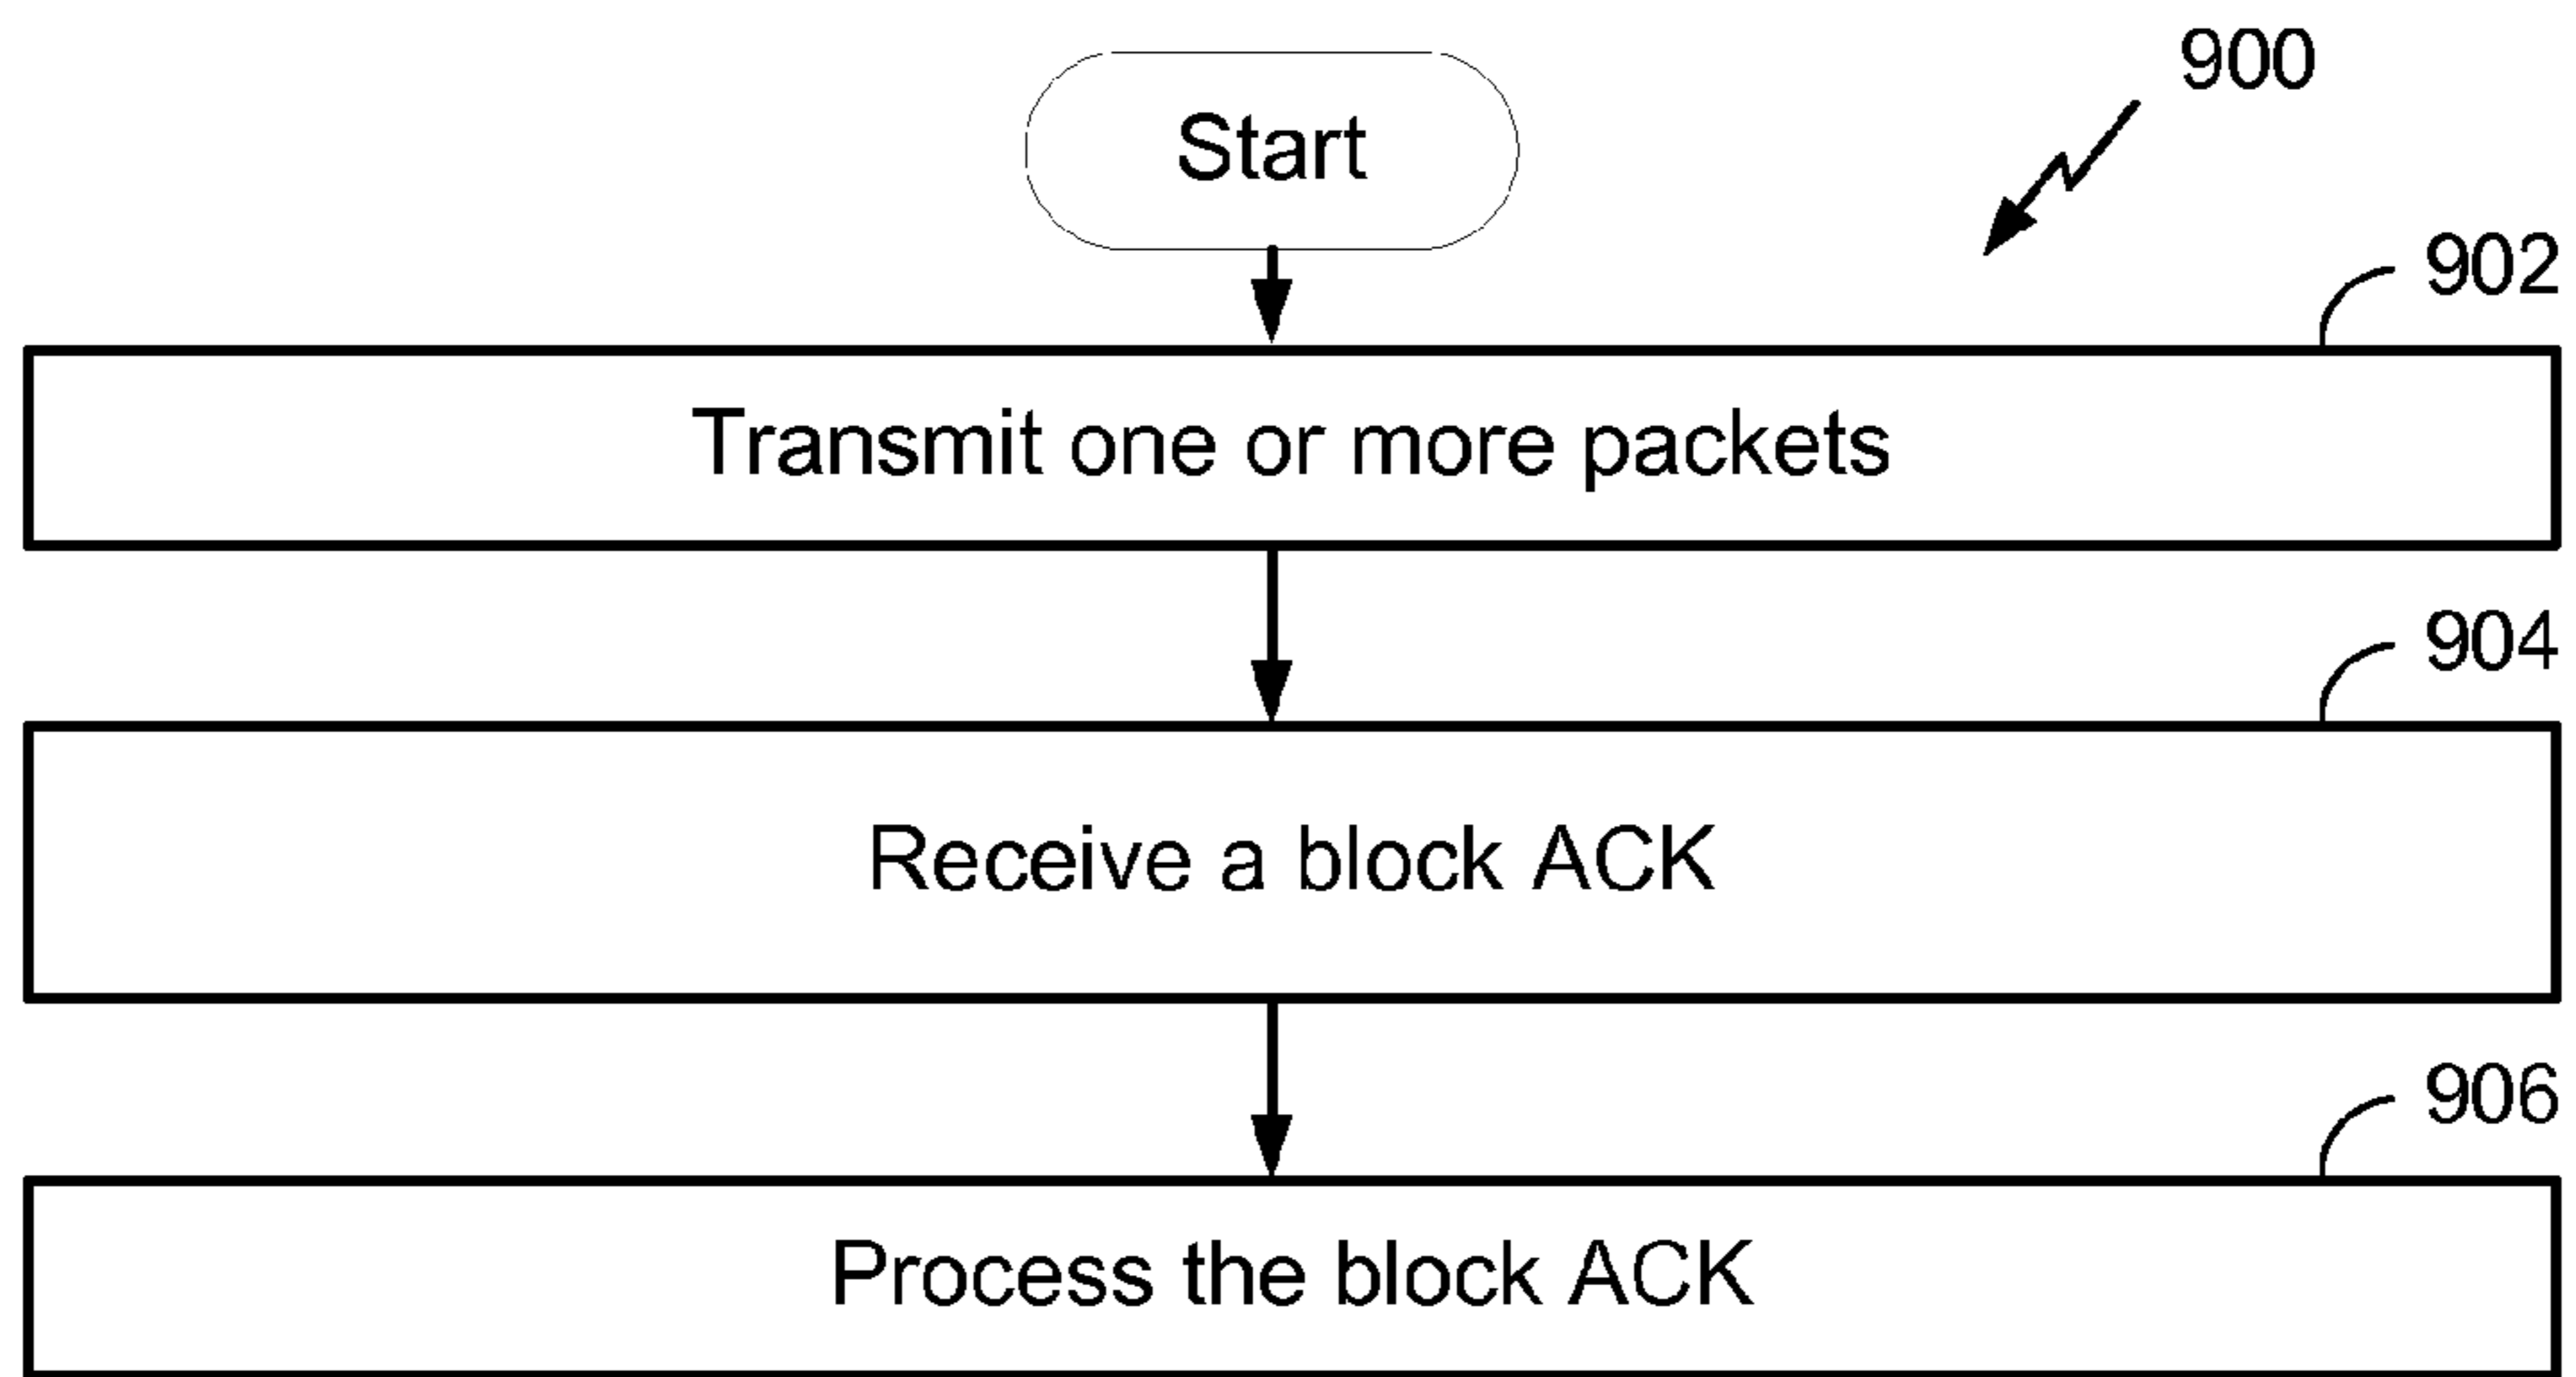 900
Start
902
Transmit one or more packets
904
Receive a block ACK
906
Process the block ACK